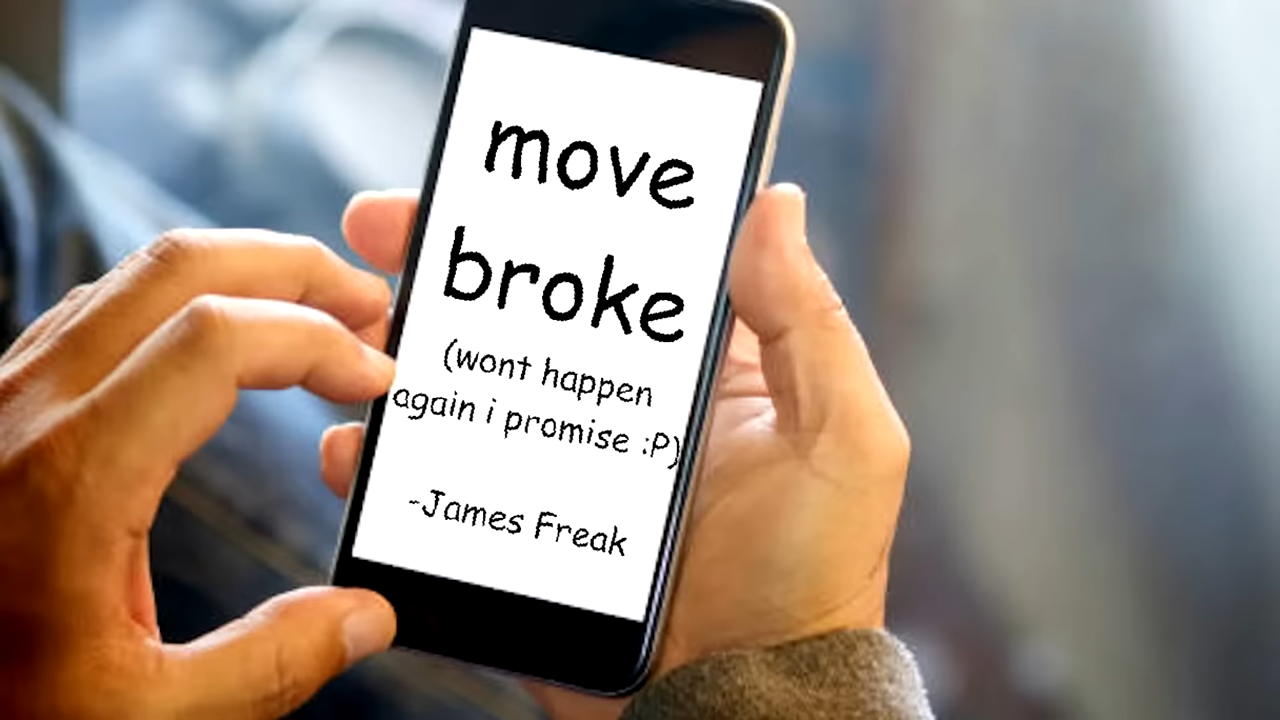 move
broke
(wont happen
again i promise :P)
-James Freak